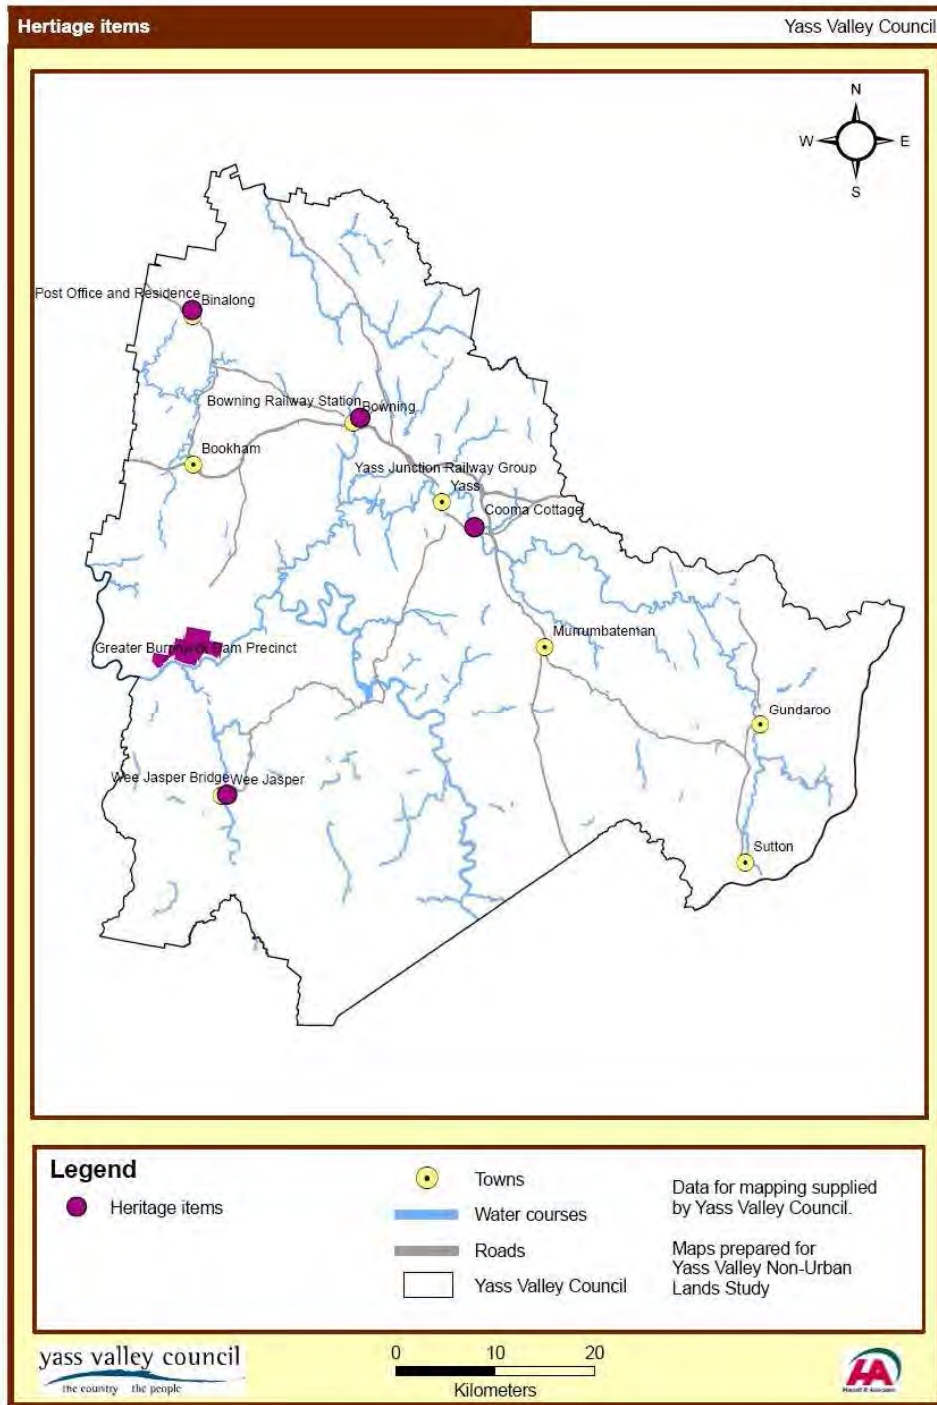 Hertiage items
Yass Valley Council
N
W
E
S
Post Office and Residence
Binalong
Bowning Railway Station
Bowning
Bookham
Yass Junction Railway Group
Yass
Cooma Cottage
Greater Dam Precinct
Murrumbateman
Gundaroo
Wee Jasper Bridge
Wee Jasper
Sutton
Legend
Heritage items
Towns
Water courses
Roads
Yass Valley Council
Data for mapping supplied
by Yass Valley Council.
Maps prepared for
Yass Valley Non-Urban
Lands Study
yass valley council
the country the people
0 10 20
Kilometers
HA